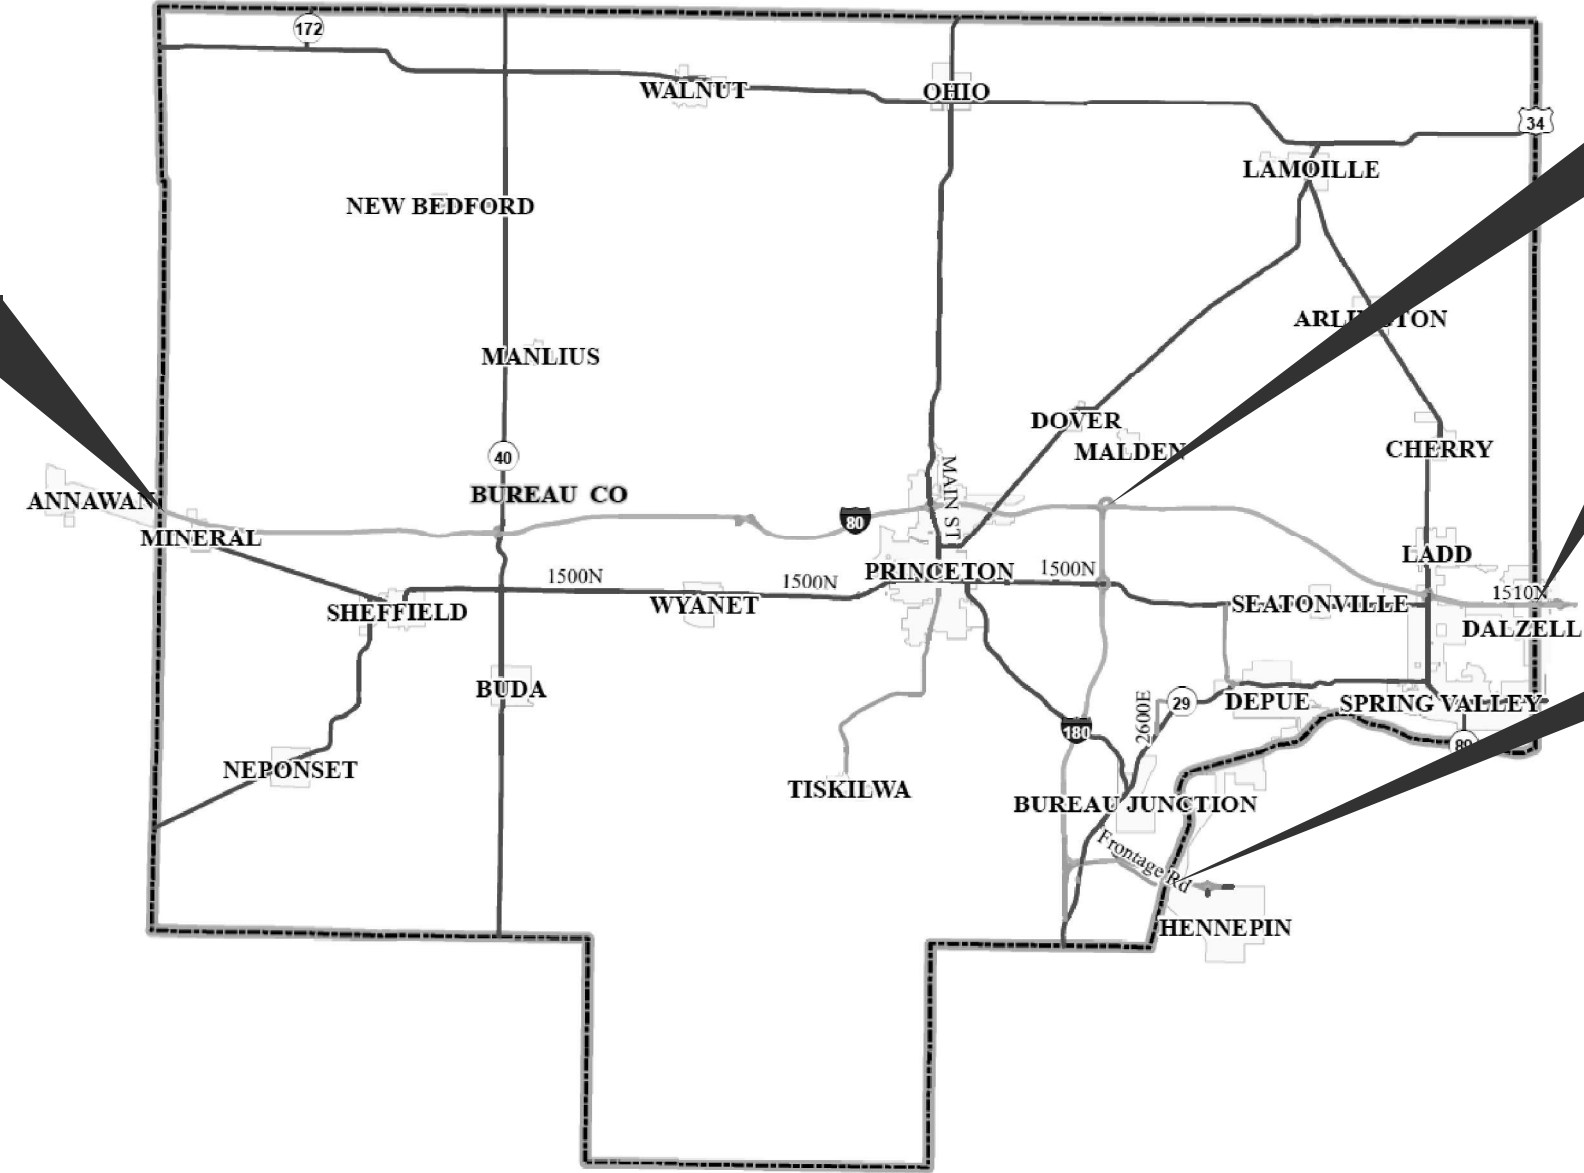 172
WALNUT
OHIO
34
LAMOILLE
NEW BEDFORD
ARLINGTON
MANLIUS
DOVER
MALDEN
CHERRY
40
MAIN ST
BUREAU CO
ANNAWAN
80
MINERAL
LADD
PRINCETON
1500N
1500N
1500N
1510N
WYANET
SEATONVILLE
SHEFFIELD
DALZELL
BUDA
DEPUE
SPRING VALLEY
29
2600E
180
89
NEPONSET
TISKILWA
BUREAU JUNCTION
Frontage Rd
HENNEPIN